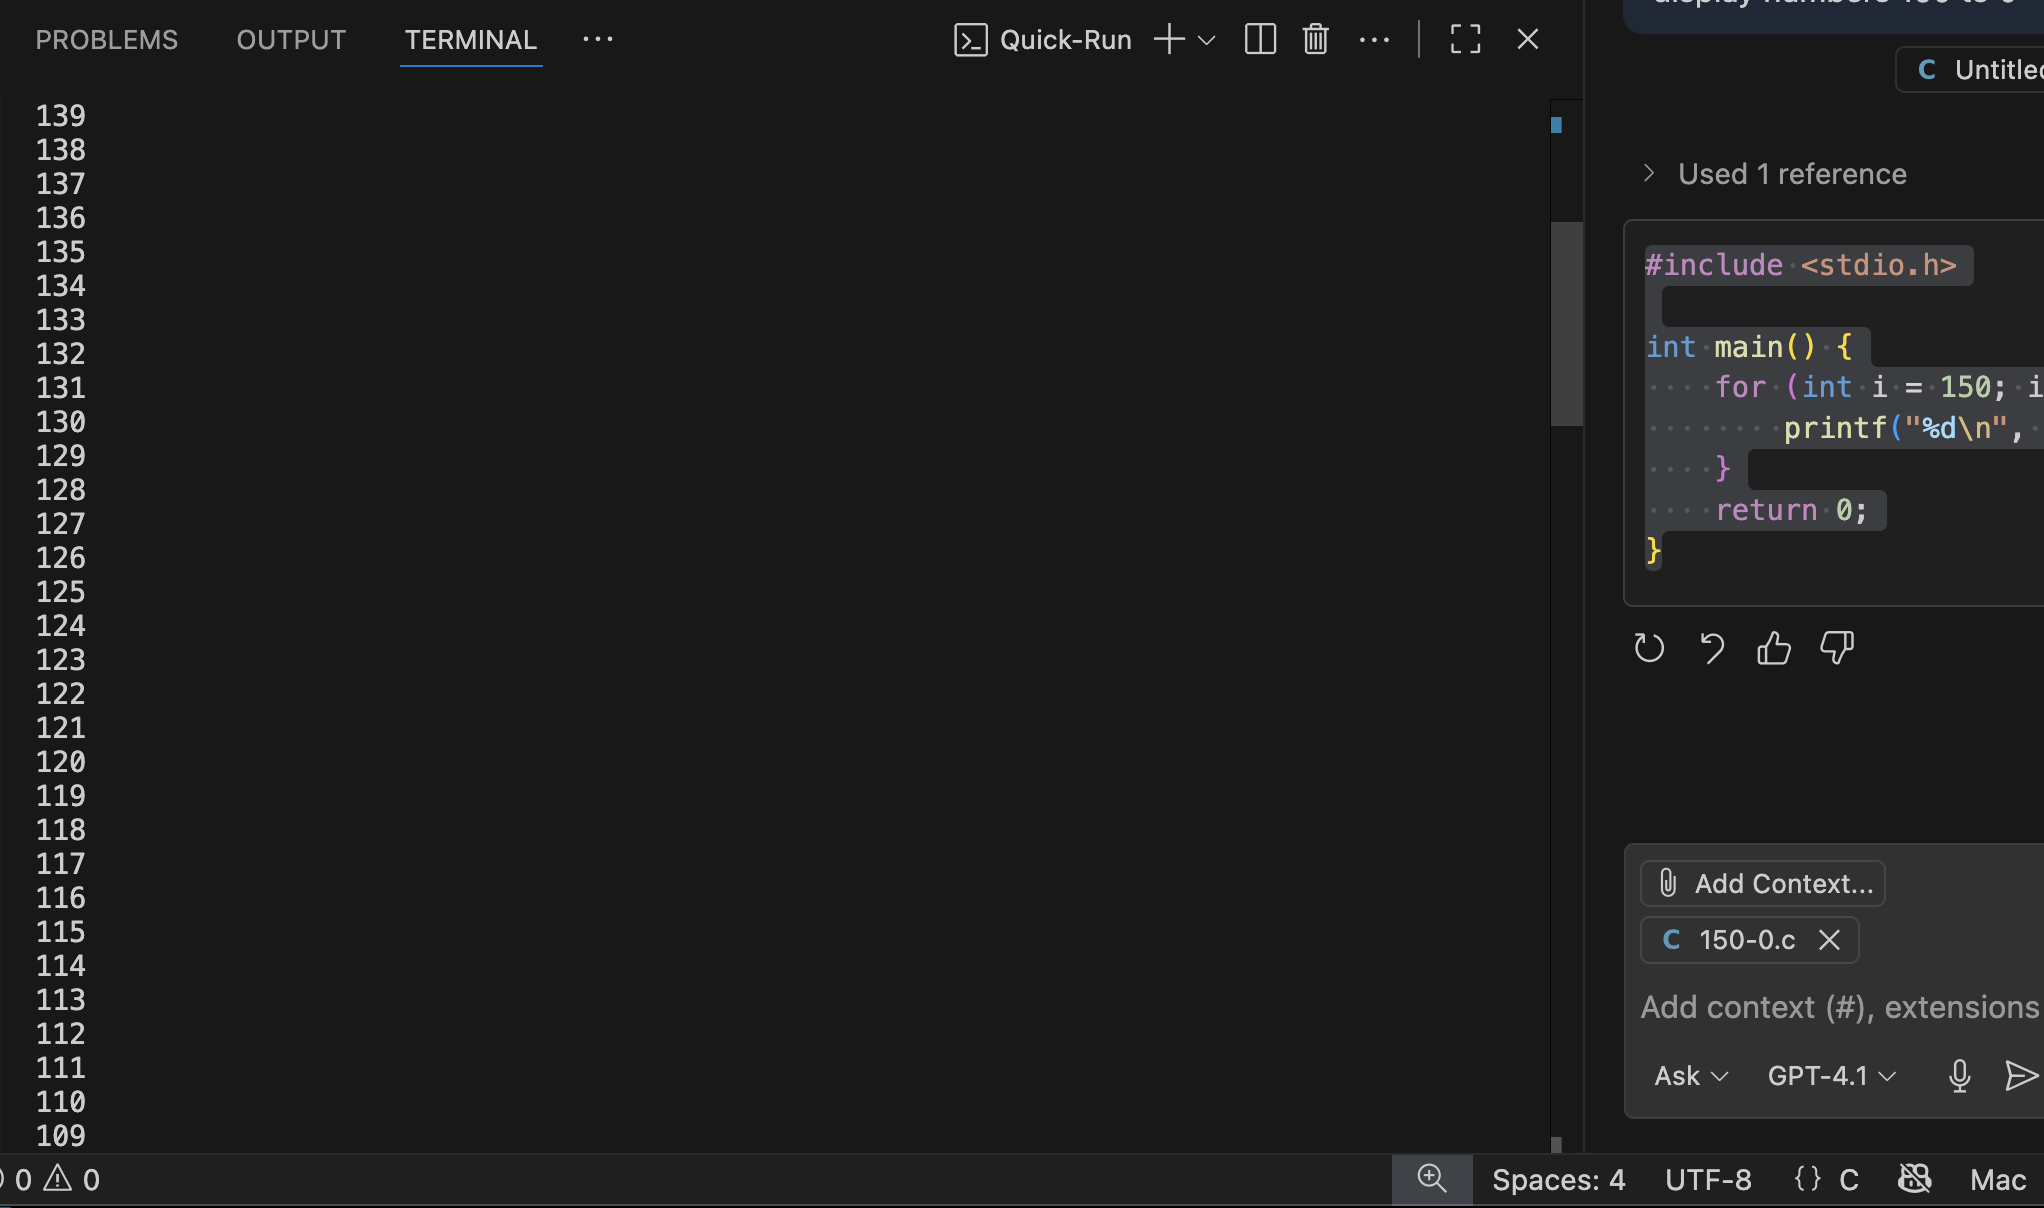 PROBLEMS OUTPUT TERMINAL ...
Quick-Run
139
138
137
136
135
134
133
132
131
130
129
128
127
126
125
124
123
122
121
120
119
118
117
116
115
114
113
112
111
110
109
C Untitled
Used 1 reference
#include <stdio.h>
int main() {
for (int i = 150; i
printf("%d\n",
}
return 0;
}
Add Context...
C 150-0.c
Add context (#), extensions
Ask GPT-4.1
0 0
Spaces: 4 UTF-8 {} C Mac